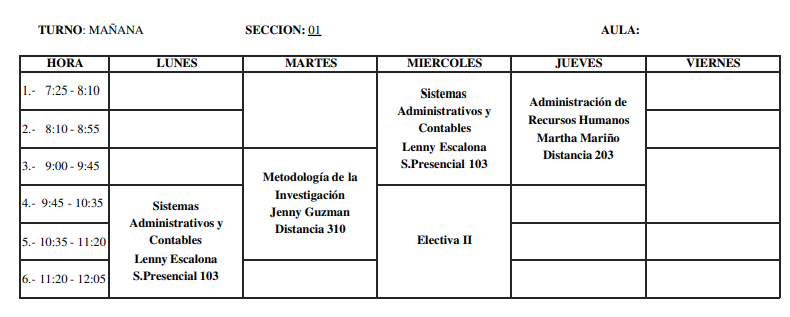 TURNO: MAÑANA SECCION: 01 AULA:
HORA LUNES MARTES MIERCOLES JUEVES VIERNES
1.- 7:25 - 8:10
2.- 8:10 - 8:55
3.- 9:00 - 9:45
4.- 9:45 - 10:35
5.- 10:35 - 11:20
6.- 11:20 - 12:05
Sistemas
Administrativos y
Contables
Lenny Escalona
S.Presencial 103
Metodología de la
Investigación
Jenny Guzman
Distancia 310
Sistemas
Administrativos y
Contables
Lenny Escalona
S.Presencial 103
Electiva II
Administración de
Recursos Humanos
Martha Mariño
Distancia 203